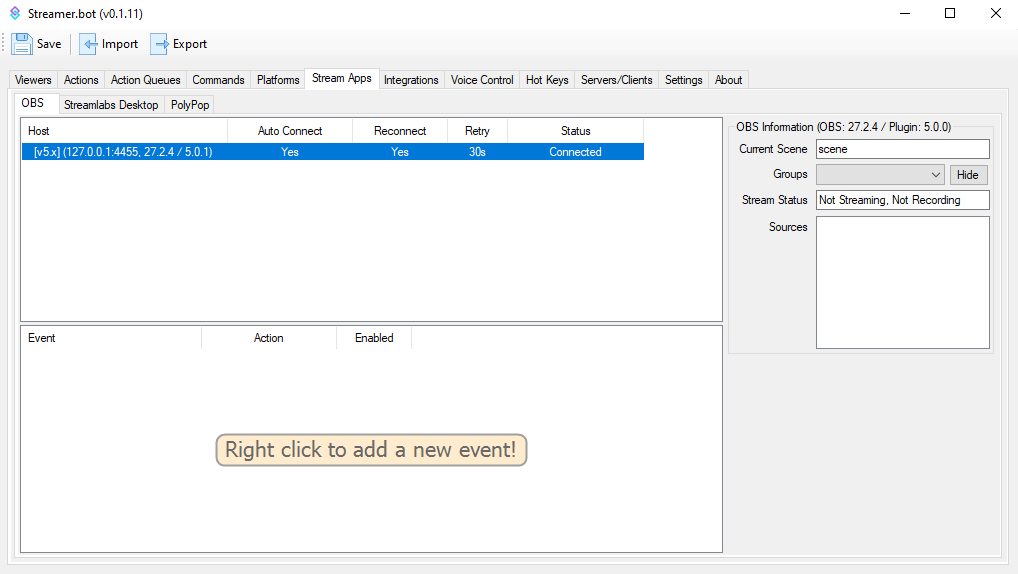 Streamer.bot (v0.1.11)
Save Import Export
Viewers Actions Action Queues Commands Platforms Stream Apps Integrations Voice Control Hot Keys Servers/Clients Settings About
OBS Streamlabs Desktop PolyPop
Host Auto Connect Reconnect Retry Status
[v5.x] (127.0.0.1:4455, 27.2.4 / 5.0.1) Yes Yes 30s Connected
OBS Information (OBS: 27.2.4 / Plugin: 5.0.0)
Current Scene scene
Groups Hide
Stream Status Not Streaming, Not Recording
Sources
Event Action Enabled
Right click to add a new event!